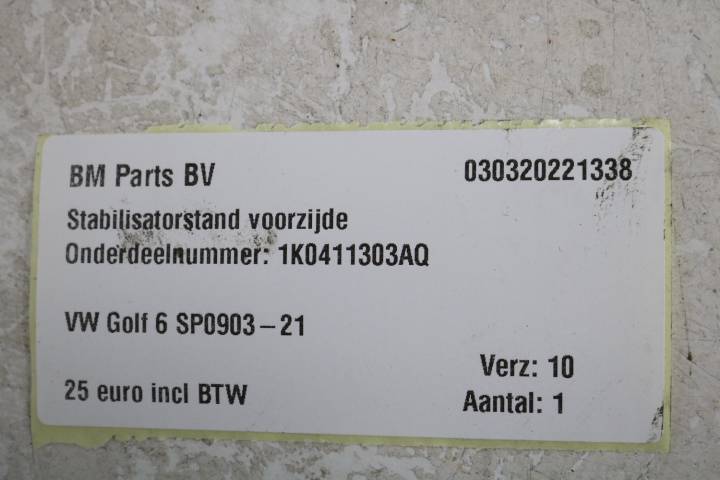 BM Parts BV 030320221338
Stabilisatorstand voorzijde
Onderdeelnummer: 1K0411303AQ
VW Golf 6 SP0903-21
Verz: 10
25 euro incl BTW
Aantal: 1